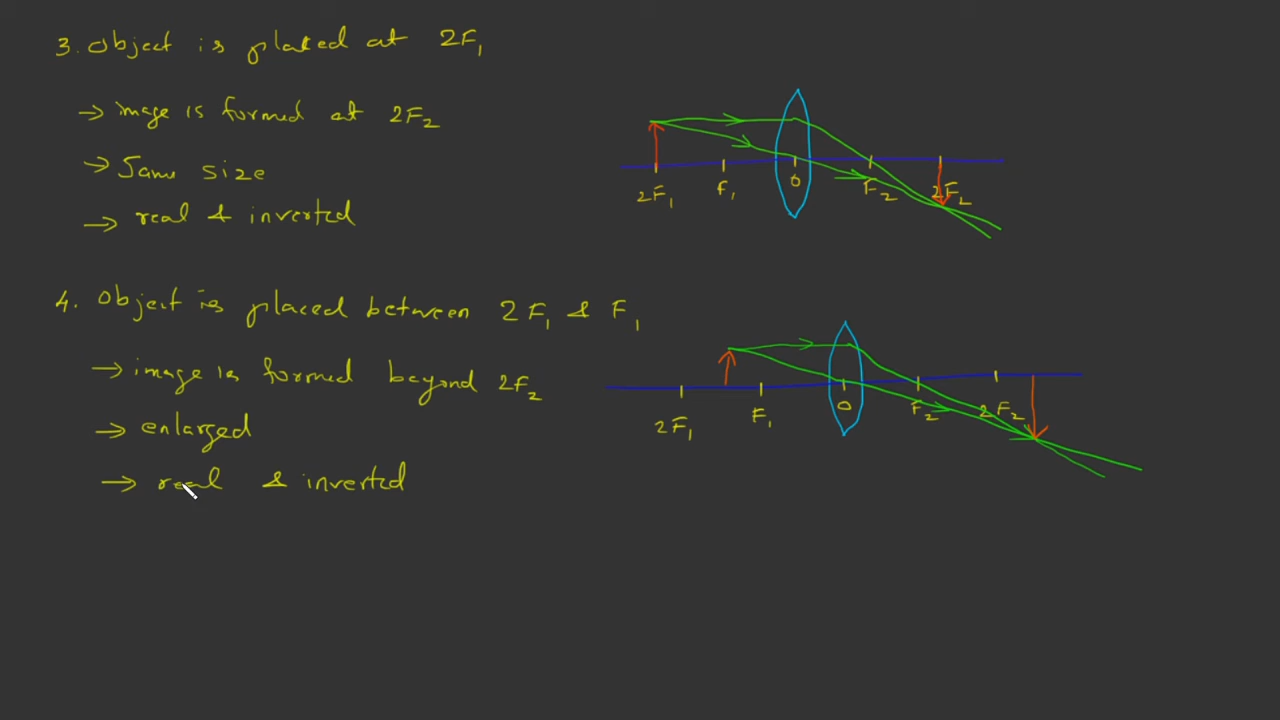 3. Object is placed at 2F₁
→ image is formed at 2F₂
→ Same size
→ real & inverted
2F₁ F₁ O F₂ 2F₂
4. Object is placed between 2F₁ & F₁
→ image is formed beyond 2F₂
→ enlarged
→ real & inverted
2F₁ F₁ O F₂ 2F₂